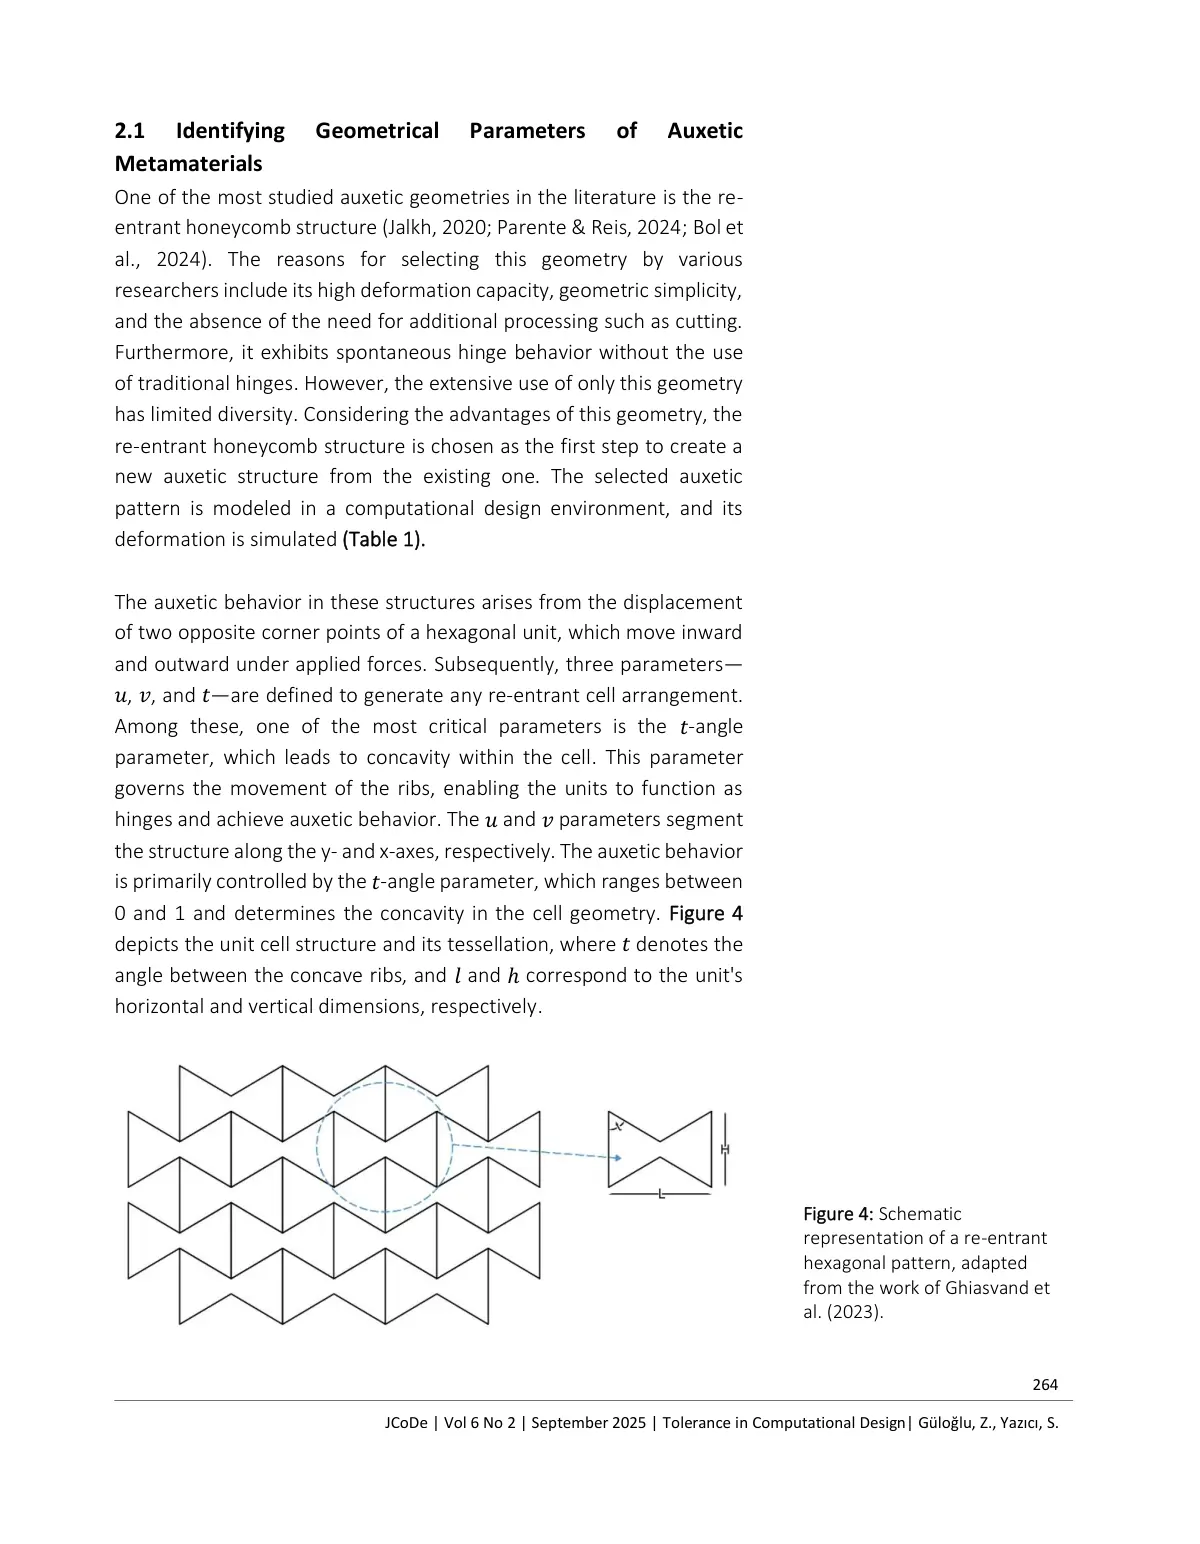 2.1 Identifying Geometrical Parameters of Auxetic
Metamaterials
One of the most studied auxetic geometries in the literature is the re-
entrant honeycomb structure (Jalkh, 2020; Parente & Reis, 2024; Bol et
al., 2024). The reasons for selecting this geometry by various
researchers include its high deformation capacity, geometric simplicity,
and the absence of the need for additional processing such as cutting.
Furthermore, it exhibits spontaneous hinge behavior without the use
of traditional hinges. However, the extensive use of only this geometry
has limited diversity. Considering the advantages of this geometry, the
re-entrant honeycomb structure is chosen as the first step to create a
new auxetic structure from the existing one. The selected auxetic
pattern is modeled in a computational design environment, and its
deformation is simulated (Table 1).
The auxetic behavior in these structures arises from the displacement
of two opposite corner points of a hexagonal unit, which move inward
and outward under applied forces. Subsequently, three parameters—
u, v, and t—are defined to generate any re-entrant cell arrangement.
Among these, one of the most critical parameters is the t-angle
parameter, which leads to concavity within the cell. This parameter
governs the movement of the ribs, enabling the units to function as
hinges and achieve auxetic behavior. The u and v parameters segment
the structure along the y- and x-axes, respectively. The auxetic behavior
is primarily controlled by the t-angle parameter, which ranges between
0 and 1 and determines the concavity in the cell geometry. Figure 4
depicts the unit cell structure and its tessellation, where t denotes the
angle between the concave ribs, and l and h correspond to the unit's
horizontal and vertical dimensions, respectively.
x
H
L
Figure 4: Schematic
representation of a re-entrant
hexagonal pattern, adapted
from the work of Ghiasvand et
al. (2023).
264
JCoDe | Vol 6 No 2 | September 2025 | Tolerance in Computational Design| Güloğlu, Z., Yazıcı, S.